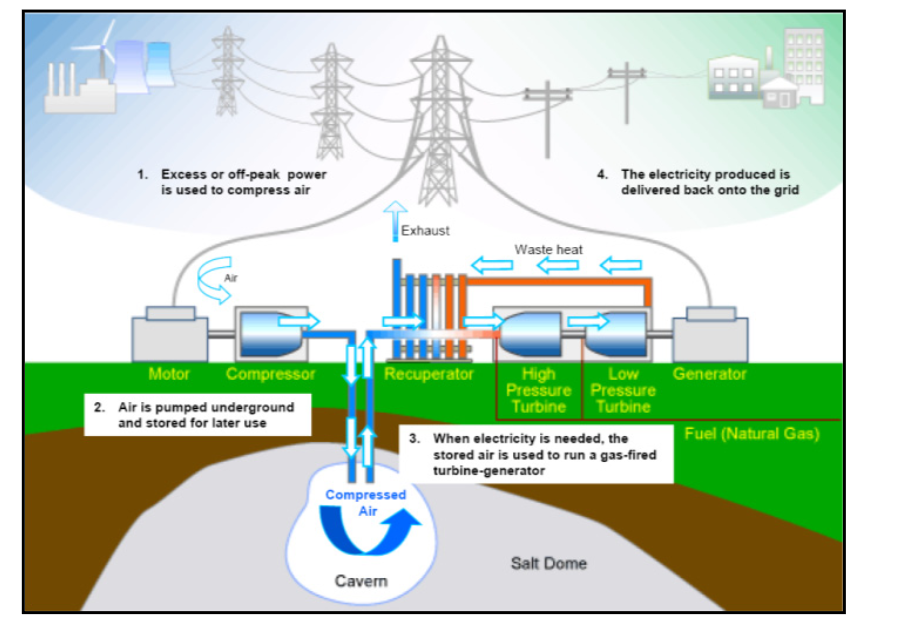 1. Excess or off-peak power
is used to compress air
4. The electricity produced is
delivered back onto the grid
Exhaust
Waste heat
Air
Motor
Compressor
Recuperator
High
Pressure
Turbine
Low
Pressure
Turbine
Generator
2. Air is pumped underground
and stored for later use
3. When electricity is needed, the
stored air is used to run a gas-fired
turbine-generator
Fuel (Natural Gas)
Compressed
Air
Cavern
Salt Dome